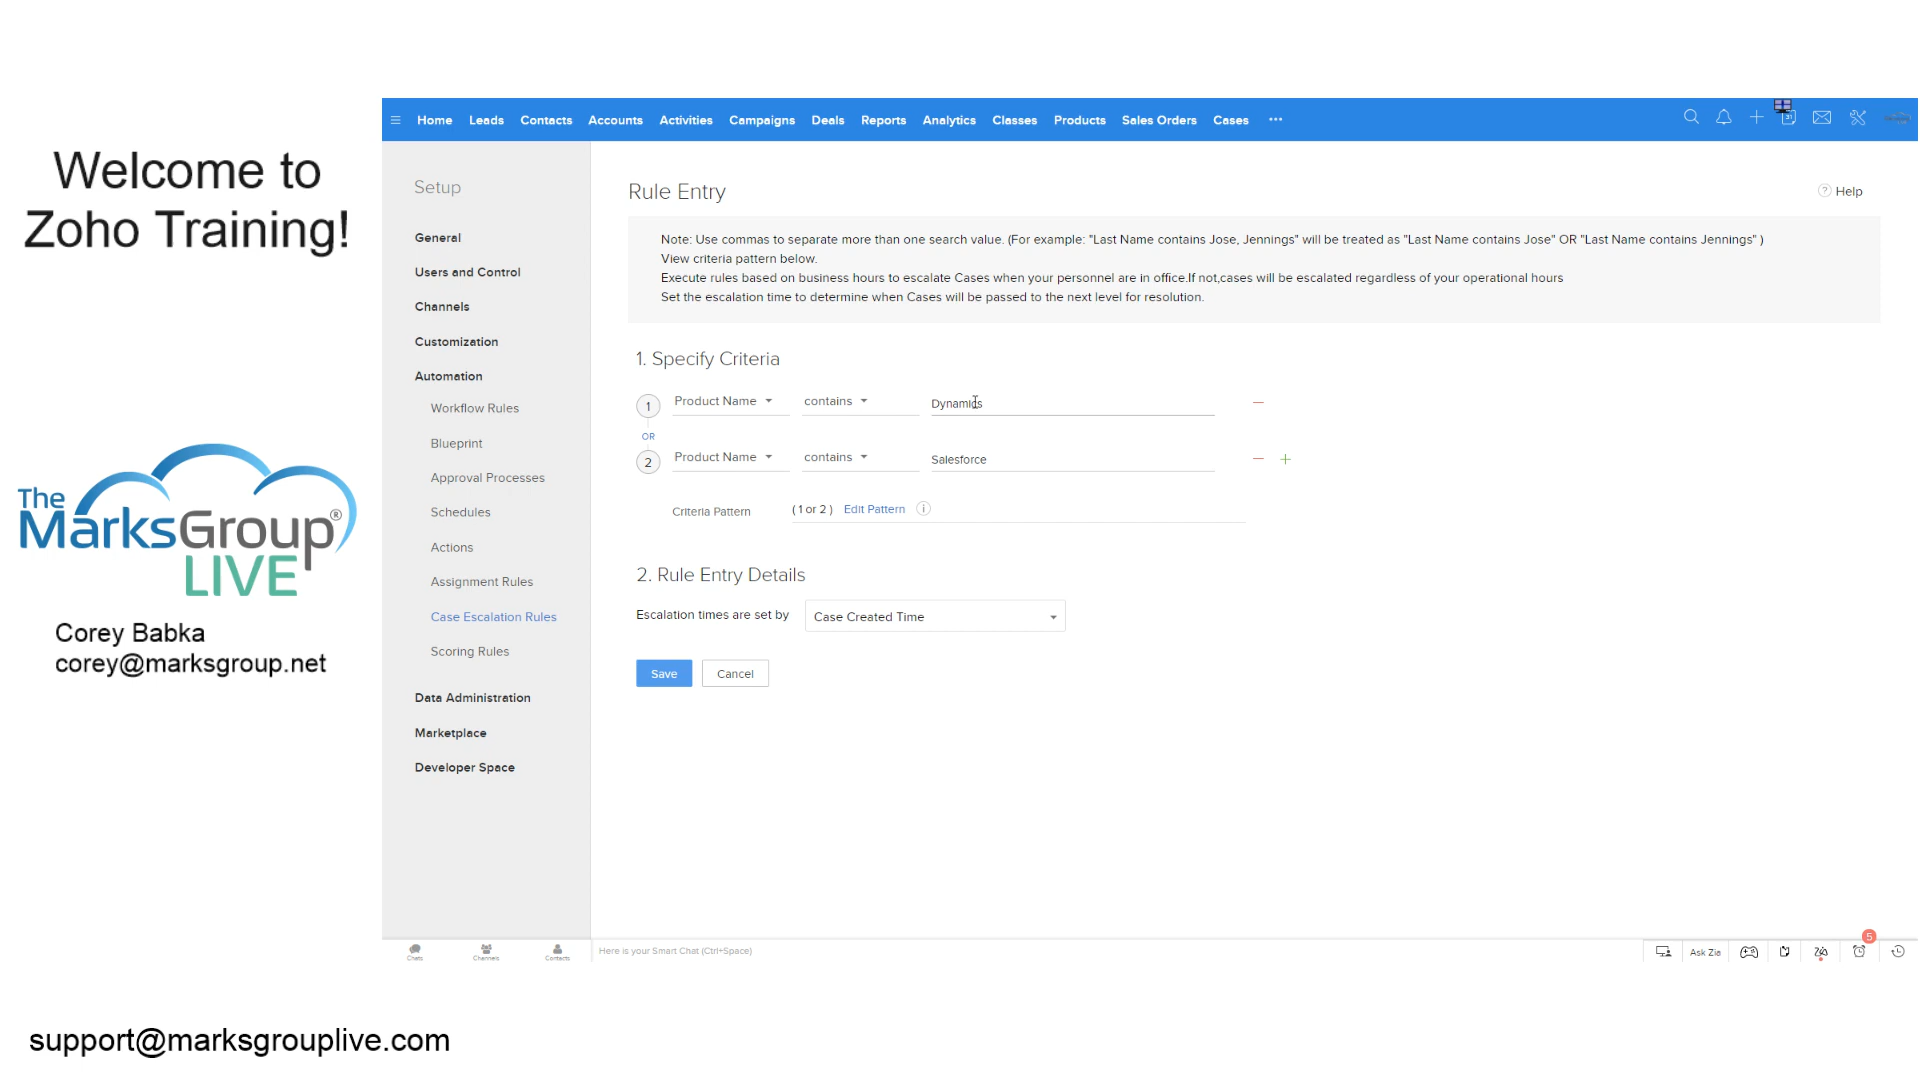 Welcome to
Zoho Training!
The
MarksGroup®
LIVE
Corey Babka
corey@marksgroup.net
support@marksgrouplive.com
Home Leads Contacts Accounts Activities Campaigns Deals Reports Analytics Classes Products Sales Orders Cases ...
31
Setup
General
Users and Control
Channels
Customization
Automation
Workflow Rules
Blueprint
Approval Processes
Schedules
Actions
Assignment Rules
Case Escalation Rules
Scoring Rules
Data Administration
Marketplace
Developer Space
Rule Entry
? Help
Note: Use commas to separate more than one search value. (For example: "Last Name contains Jose, Jennings" will be treated as "Last Name contains Jose" OR "Last Name contains Jennings" )
View criteria pattern below.
Execute rules based on business hours to escalate Cases when your personnel are in office.If not,cases will be escalated regardless of your operational hours
Set the escalation time to determine when Cases will be passed to the next level for resolution.
1. Specify Criteria
1 Product Name contains Dynamics
OR
2 Product Name contains Salesforce
Criteria Pattern ( 1 or 2 ) Edit Pattern i
2. Rule Entry Details
Escalation times are set by Case Created Time
Save Cancel
Chats Channels Contacts Here is your Smart Chat (Ctrl+Space)
Ask Zia
5